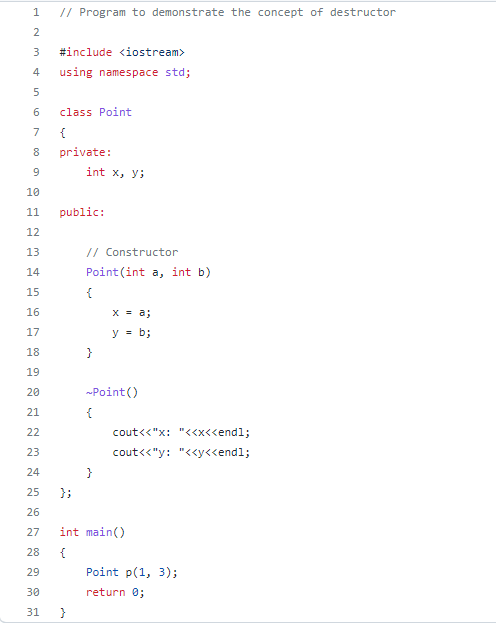 1 // Program to demonstrate the concept of destructor
2
3 #include <iostream>
4 using namespace std;
5
6 class Point
7 {
8 private:
9     int x, y;
10
11 public:
12
13     // Constructor
14     Point(int a, int b)
15     {
16         x = a;
17         y = b;
18     }
19
20     ~Point()
21     {
22         cout<<"x: "<<x<<endl;
23         cout<<"y: "<<y<<endl;
24     }
25 };
26
27 int main()
28 {
29     Point p(1, 3);
30     return 0;
31 }